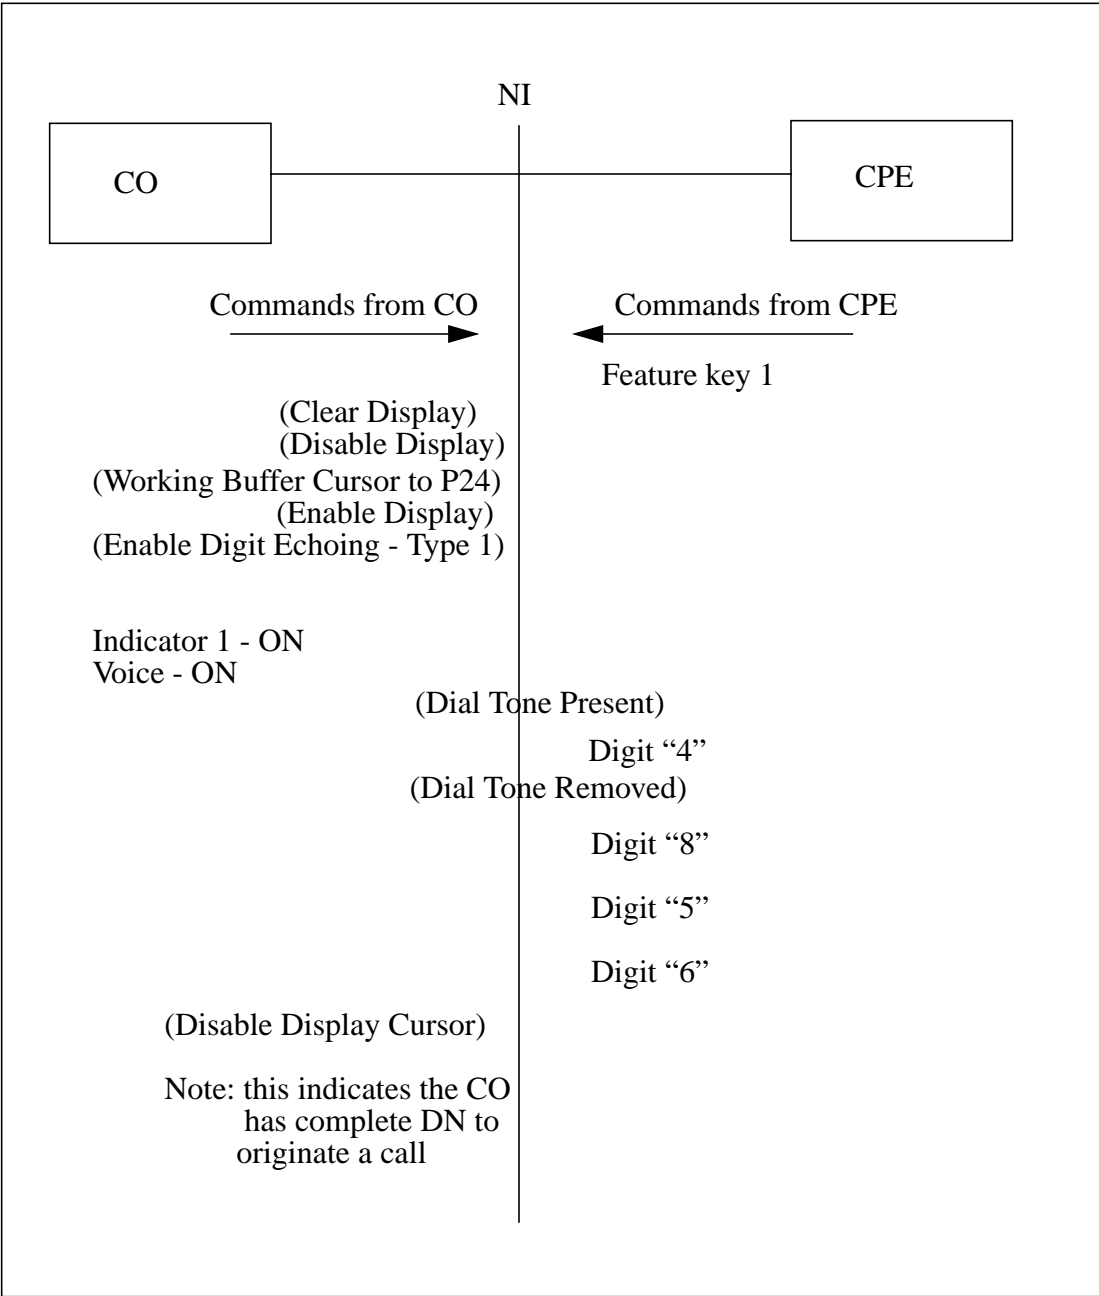 NI
CO
CPE
Commands from CO
Commands from CPE
Feature key 1
(Clear Display)
(Disable Display)
(Working Buffer Cursor to P24)
(Enable Display)
(Enable Digit Echoing - Type 1)
Indicator 1 - ON
Voice - ON
(Dial Tone Present)
Digit “4”
(Dial Tone Removed)
Digit “8”
Digit “5”
Digit “6”
(Disable Display Cursor)
Note: this indicates the CO
has complete DN to
originate a call